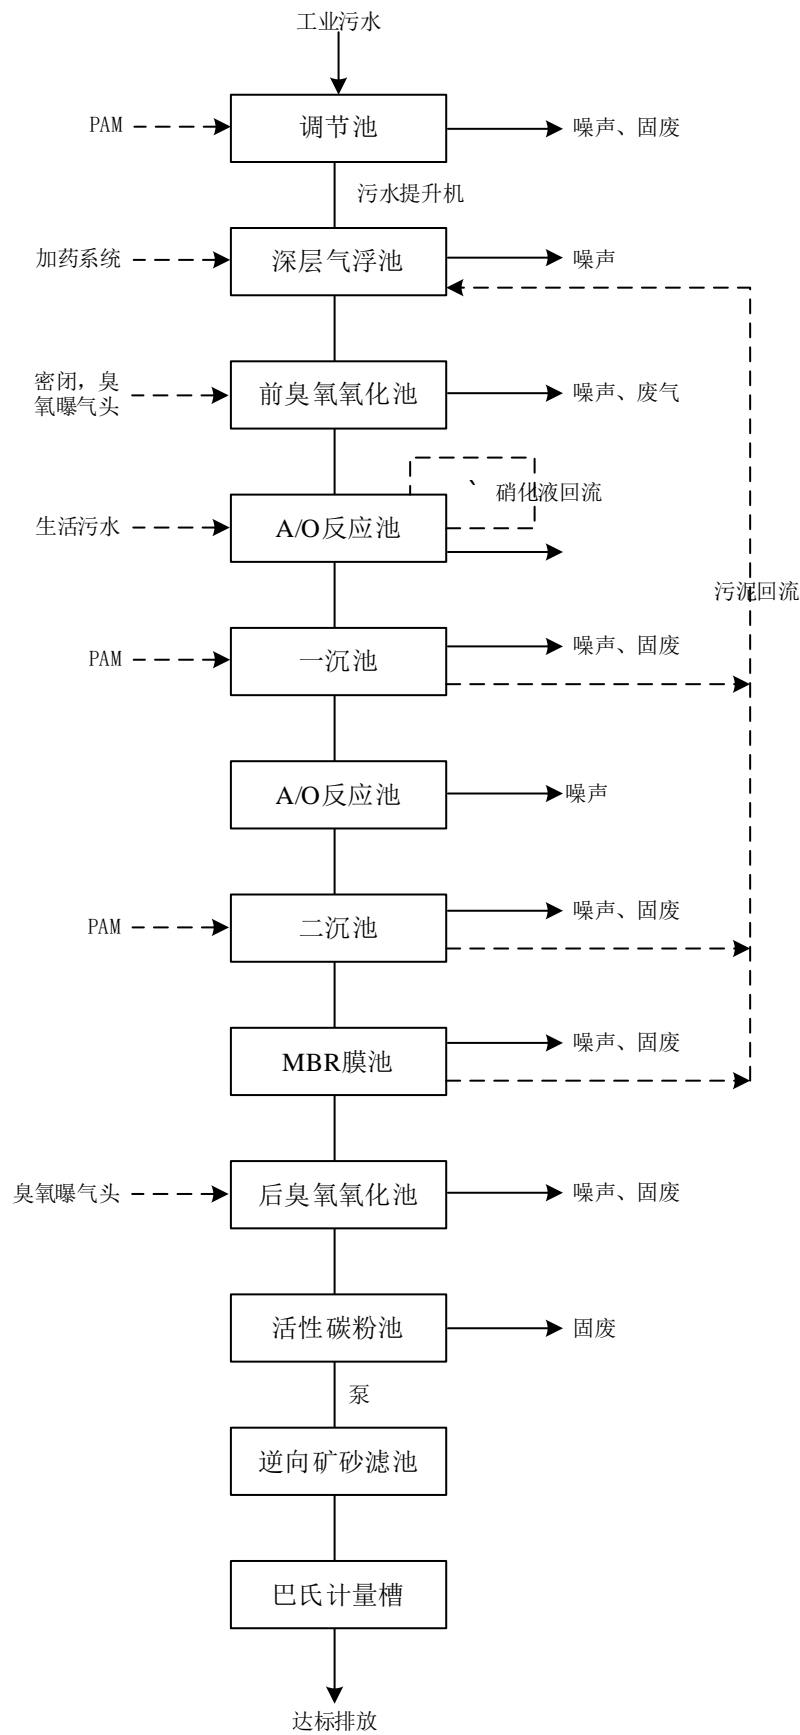 工业污水
PAM
调节池
噪声、固废
污水提升机
加药系统
深层气浮池
噪声
密闭，臭
氧曝气头
前臭氧氧化池
噪声、废气
、 硝化液回流
生活污水
A/O反应池
污泥回流
PAM
一沉池
噪声、固废
A/O反应池
噪声
PAM
二沉池
噪声、固废
MBR膜池
噪声、固废
臭氧曝气头
后臭氧氧化池
噪声、固废
活性碳粉池
固废
泵
逆向矿砂滤池
巴氏计量槽
达标排放